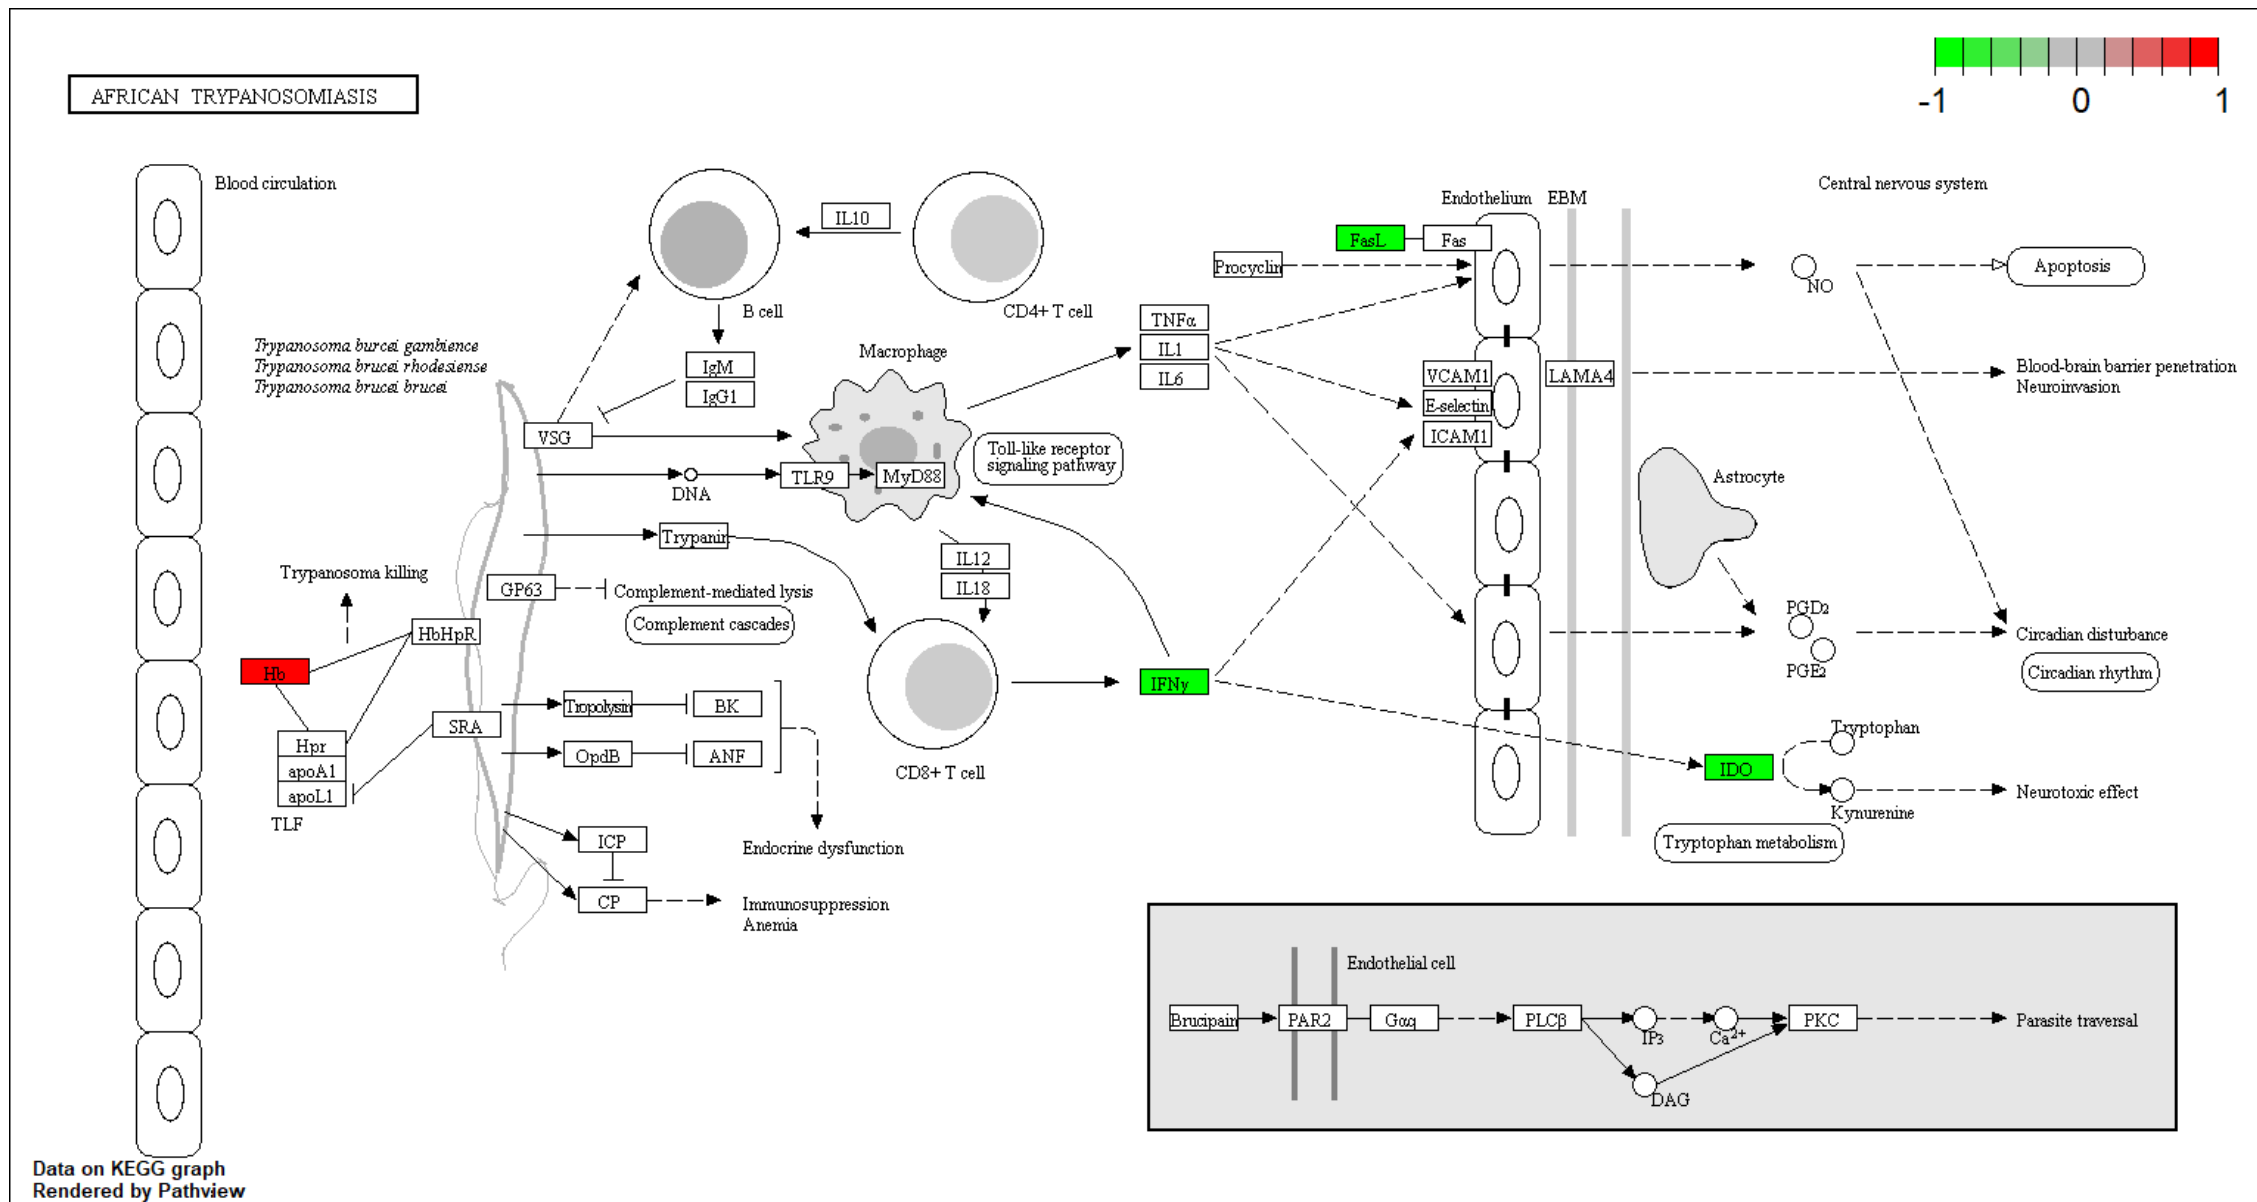 AFRICAN TRYPANOSOMIASIS
-1
0
1
Blood circulation
IL10
B cell
CD4+ T cell
Endothelium
EBM
Central nervous system
FasL
Fas
Procyclin
NO
Apoptosis
Trypanosoma burcei gambience
Trypanosoma brucei rhodesiense
Trypanosoma brucei brucei
IgM
IgG1
Macrophage
TNFα
IL1
IL6
VCAM1
E-selectin
ICAM1
LAMA4
Blood-brain barrier penetration
Neuroinvasion
VSG
DNA
TLR9
MyD88
Toll-like receptor
signaling pathway
Astrocyte
Trypanin
IL12
IL18
Trypanosoma killing
GP63
Complement-mediated lysis
Complement cascades
HbHpR
Hb
PGD2
PGE2
Circadian disturbance
Circadian rhythm
IFNγ
SRA
Tropolysin
BK
OpdB
ANF
Hpr
apoA1
apoL1
TLF
CD8+ T cell
IDO
Tryptophan
Kynurenine
Neurotoxic effect
Tryptophan metabolism
ICP
CP
Endocrine dysfunction
Immunosuppression
Anemia
Endothelial cell
Brucipain
PAR2
Gαq
PLCβ
IP3
Ca2+
DAG
PKC
Parasite traversal
Data on KEGG graph
Rendered by Pathview